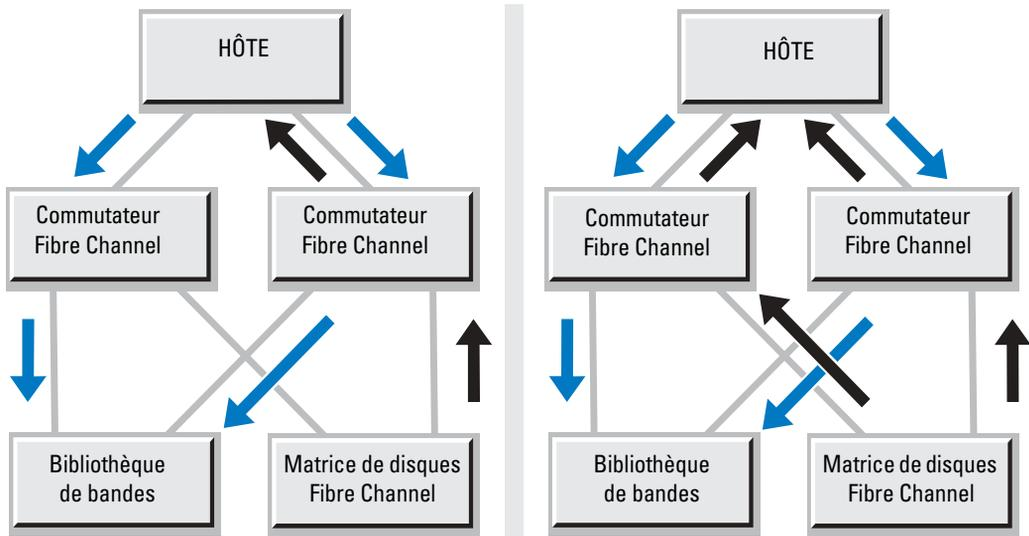 HÔTE
Commutateur
Fibre Channel
Commutateur
Fibre Channel
Bibliothèque
de bandes
Matrice de disques
Fibre Channel
HÔTE
Commutateur
Fibre Channel
Commutateur
Fibre Channel
Bibliothèque
de bandes
Matrice de disques
Fibre Channel